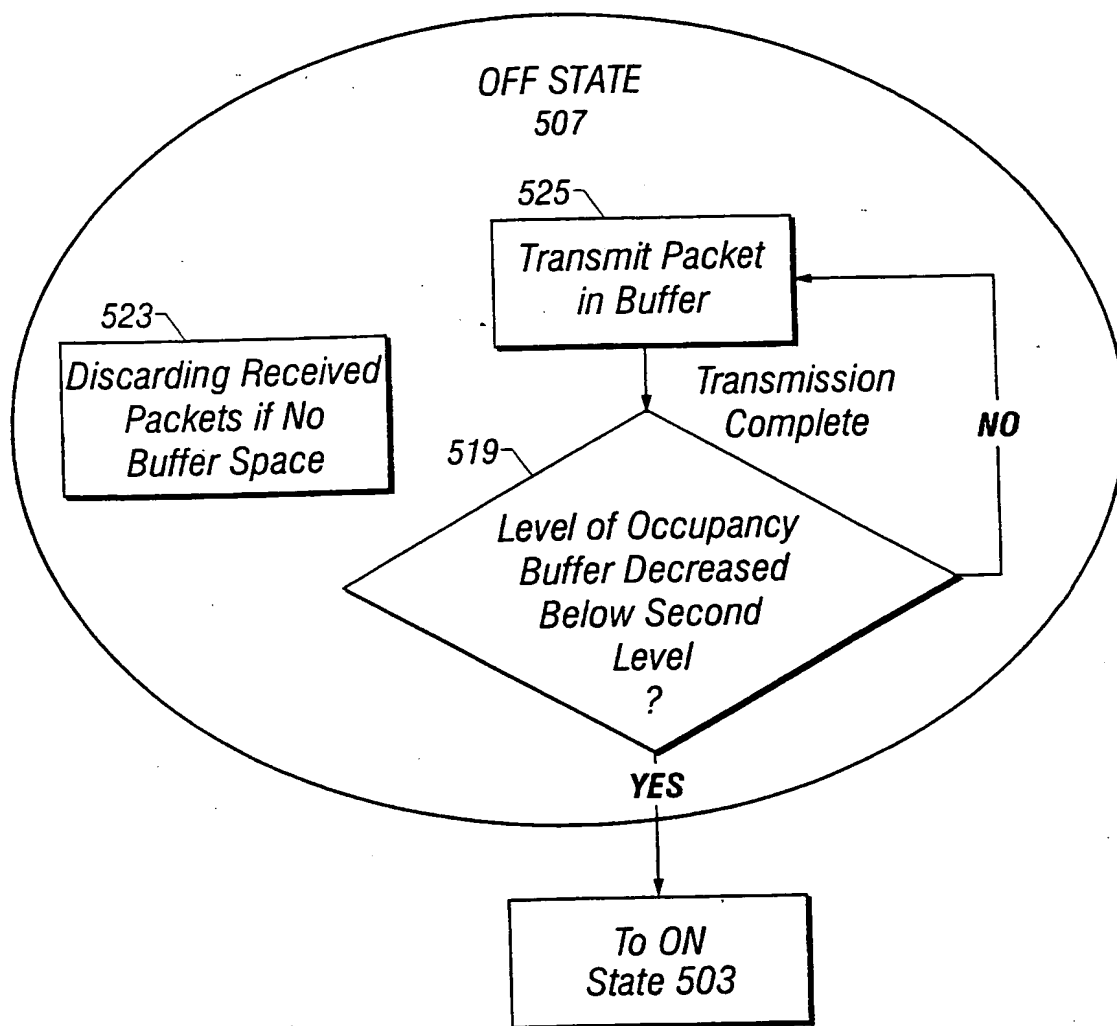 OFF STATE
507
525
Transmit Packet
in Buffer
523
Discarding Received
Packets if No
Buffer Space
Transmission
Complete
NO
519
Level of Occupancy
Buffer Decreased
Below Second
Level
?
YES
To ON
State 503